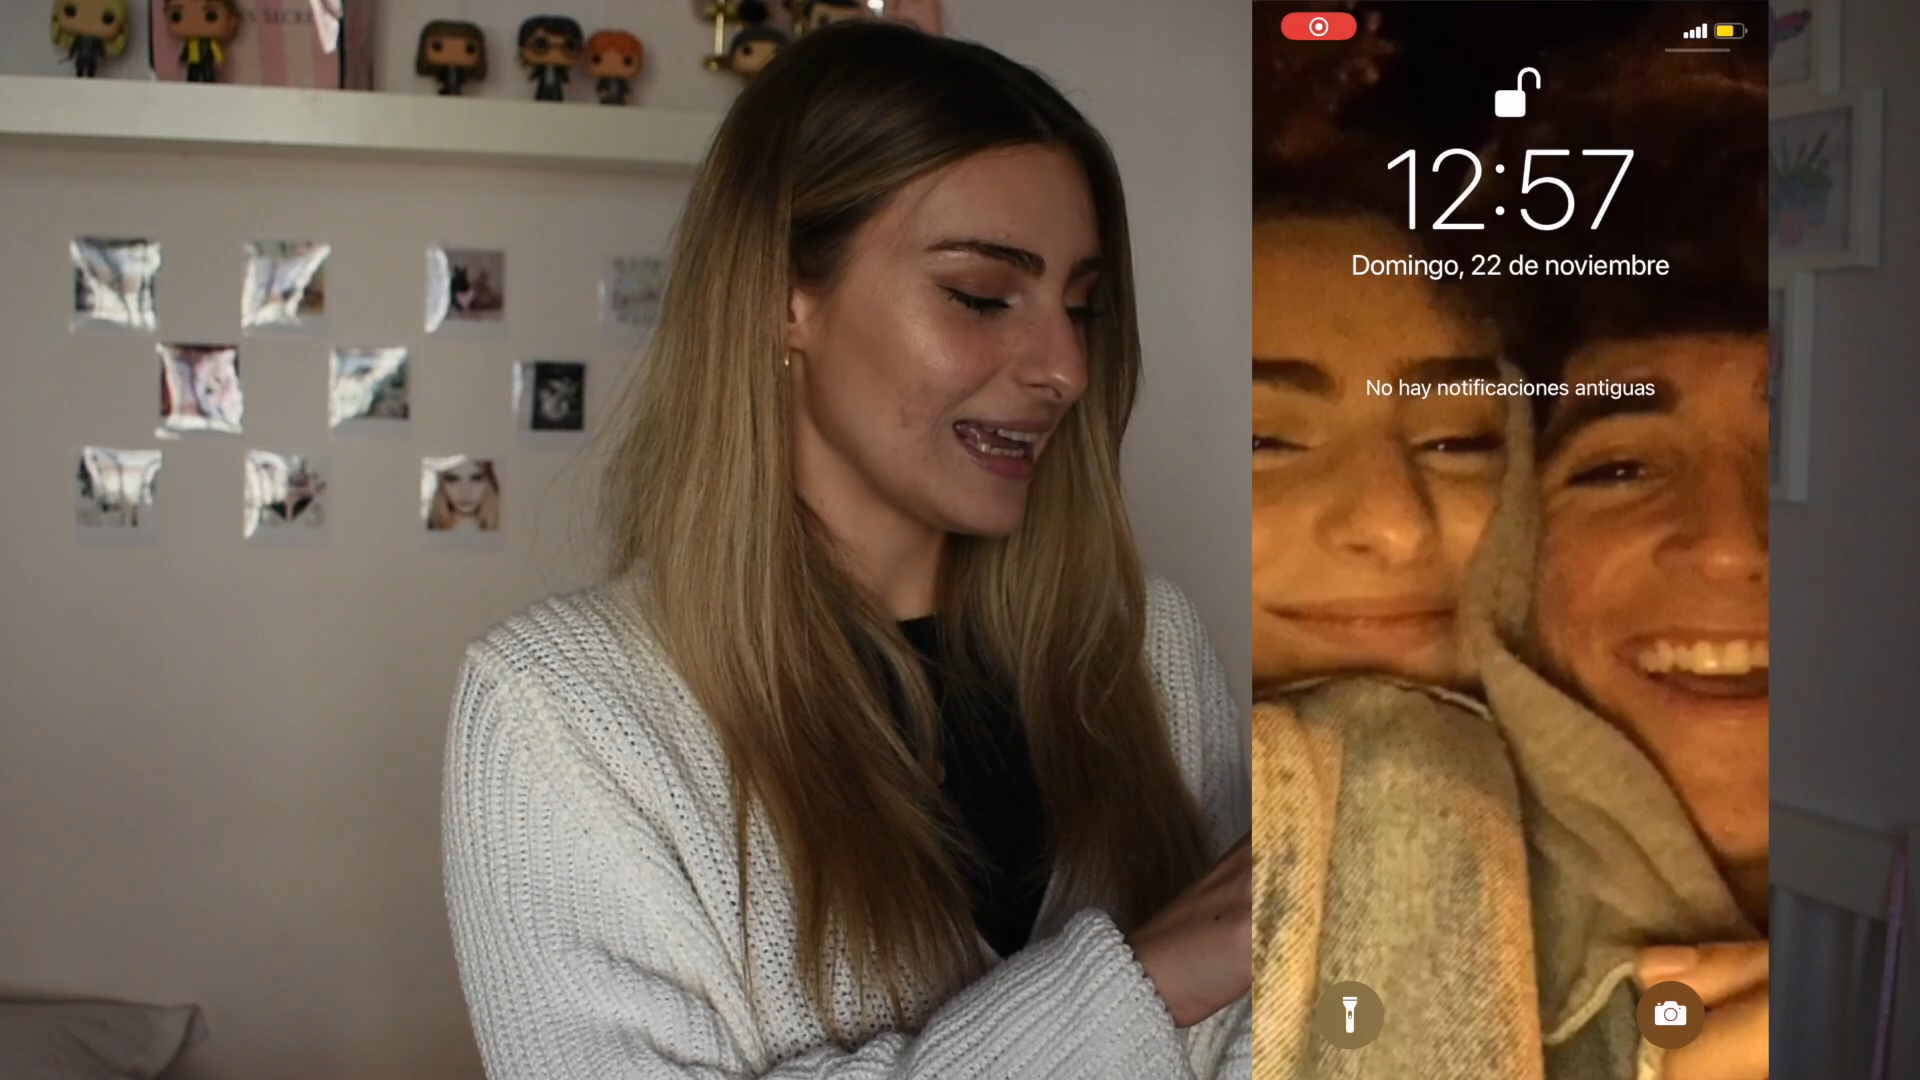 12:57
Domingo, 22 de noviembre
No hay notificaciones antiguas